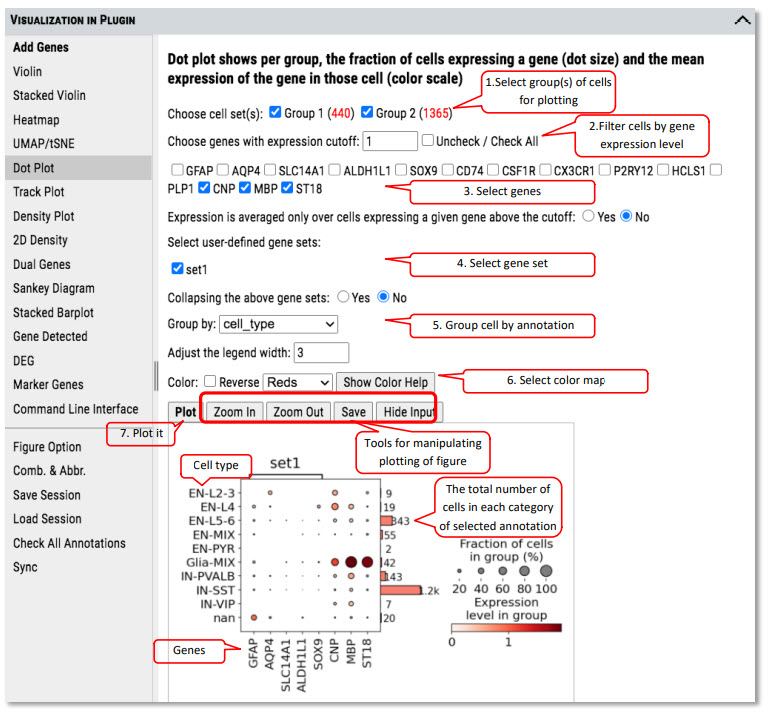 VISUALIZATION IN PLUGIN
Add Genes
Violin
Stacked Violin
Heatmap
UMAP/tSNE
Dot Plot
Track Plot
Density Plot
2D Density
Dual Genes
Sankey Diagram
Stacked Barplot
Gene Detected
DEG
Marker Genes
Command Line Interface
Figure Option
Comb. & Abbr.
Save Session
Load Session
Check All Annotations
Sync
Dot plot shows per group, the fraction of cells expressing a gene (dot size) and the mean
expression of the gene in those cell (color scale)
1.Select group(s) of cells
for plotting
Choose cell set(s): Group 1 (440) Group 2 (1365)
2.Filter cells by gene
expression level
Choose genes with expression cutoff: 1 Uncheck / Check All
GFAP AQP4 SLC14A1 ALDH1L1 SOX9 CD74 CSF1R CX3CR1 P2RY12 HCLS1
PLP1 CNP MBP ST18
3. Select genes
Expression is averaged only over cells expressing a given gene above the cutoff: Yes No
Select user-defined gene sets:
4. Select gene set
set1
Collapsing the above gene sets: Yes No
Group by: cell_type
5. Group cell by annotation
Adjust the legend width: 3
Color: Reverse Reds Show Color Help
6. Select color map
Plot Zoom In Zoom Out Save Hide Input
7. Plot it
Tools for manipulating
plotting of figure
Cell type
set1
The total number of
cells in each category
of selected annotation
EN-L2-3 9
EN-L4 19
EN-L5-6 343
EN-MIX 55
EN-PYR 2
Glia-MIX 42
IN-PVALB 143
IN-SST 1.2k
IN-VIP 7
nan 20
Fraction of cells
in group (%)
20 40 60 80 100
Expression
level in group
0 1
Genes
GFAP
AQP4
SLC14A1
ALDH1L1
SOX9
CNP
MBP
ST18